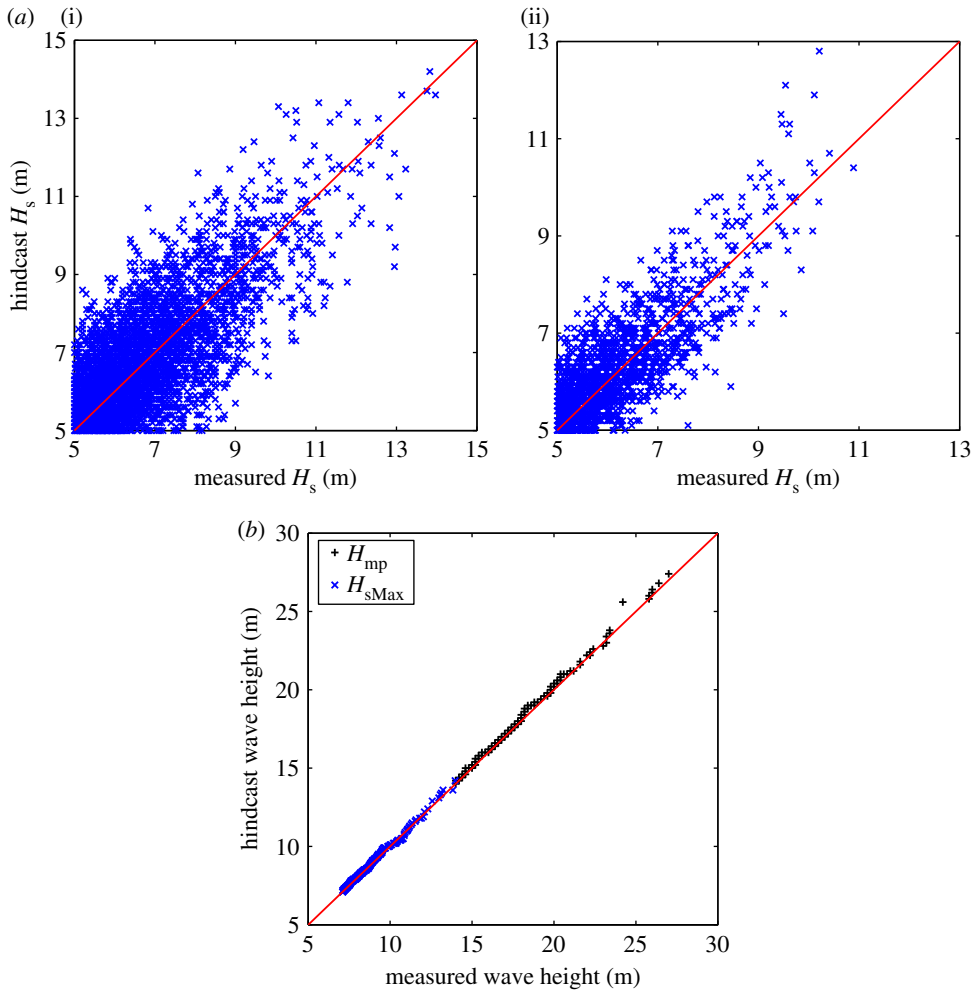 (a) (i)
15
13
11
9
7
5
hindcast Hs (m)
5 7 9 11 13 15
measured Hs (m)
(ii)
13
11
9
7
5
5 7 9 11 13
measured Hs (m)
(b)
30
25
20
15
10
5
hindcast wave height (m)
Hmp
HsMax
5 10 15 20 25 30
measured wave height (m)